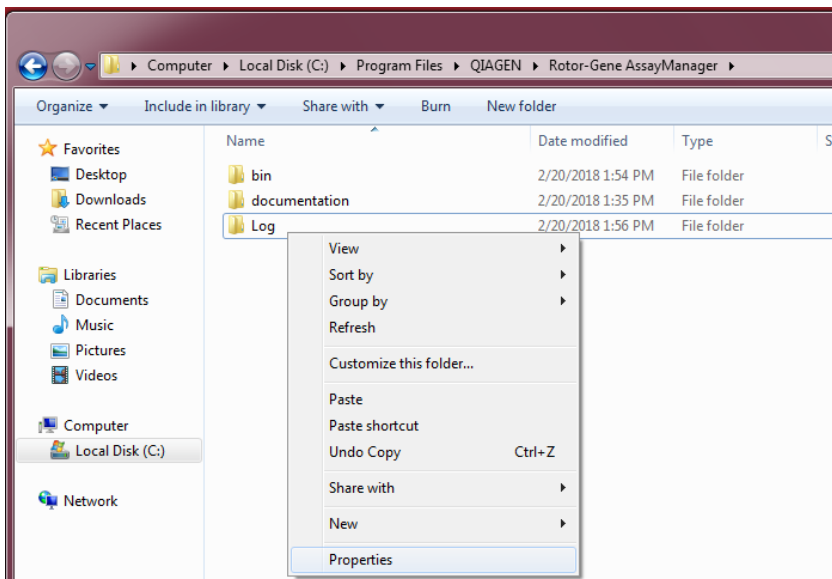 Computer ▸ Local Disk (C:) ▸ Program Files ▸ QIAGEN ▸ Rotor-Gene AssayManager ▸
Organize Include in library Share with Burn New folder
Favorites
Desktop
Downloads
Recent Places
Libraries
Documents
Music
Pictures
Videos
Computer
Local Disk (C:)
Network
Name Date modified Type S
bin 2/20/2018 1:54 PM File folder
documentation 2/20/2018 1:35 PM File folder
Log 2/20/2018 1:56 PM File folder
View
Sort by
Group by
Refresh
Customize this folder...
Paste
Paste shortcut
Undo Copy Ctrl+Z
Share with
New
Properties